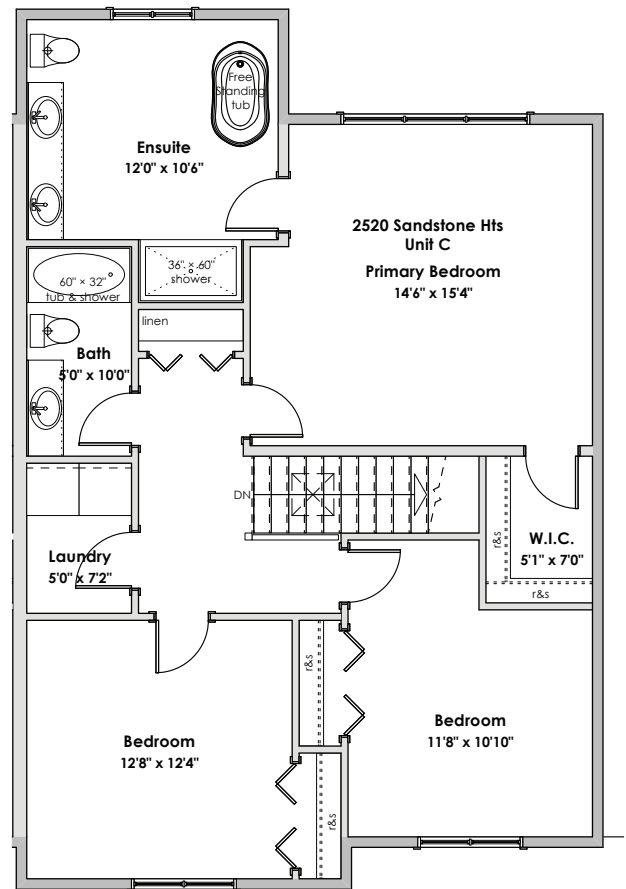 Free
Standing
tub
Ensuite
12'0" x 10'6"
2520 Sandstone Hts
Unit C
Primary Bedroom
14'6" x 15'4"
36" × 60"
shower
60" × 32"
tub & shower
linen
Bath
5'0" x 10'0"
DN
r&s
W.I.C.
5'1" x 7'0"
r&s
Laundry
5'0" x 7'2"
r&s
Bedroom
11'8" x 10'10"
Bedroom
12'8" x 12'4"
r&s